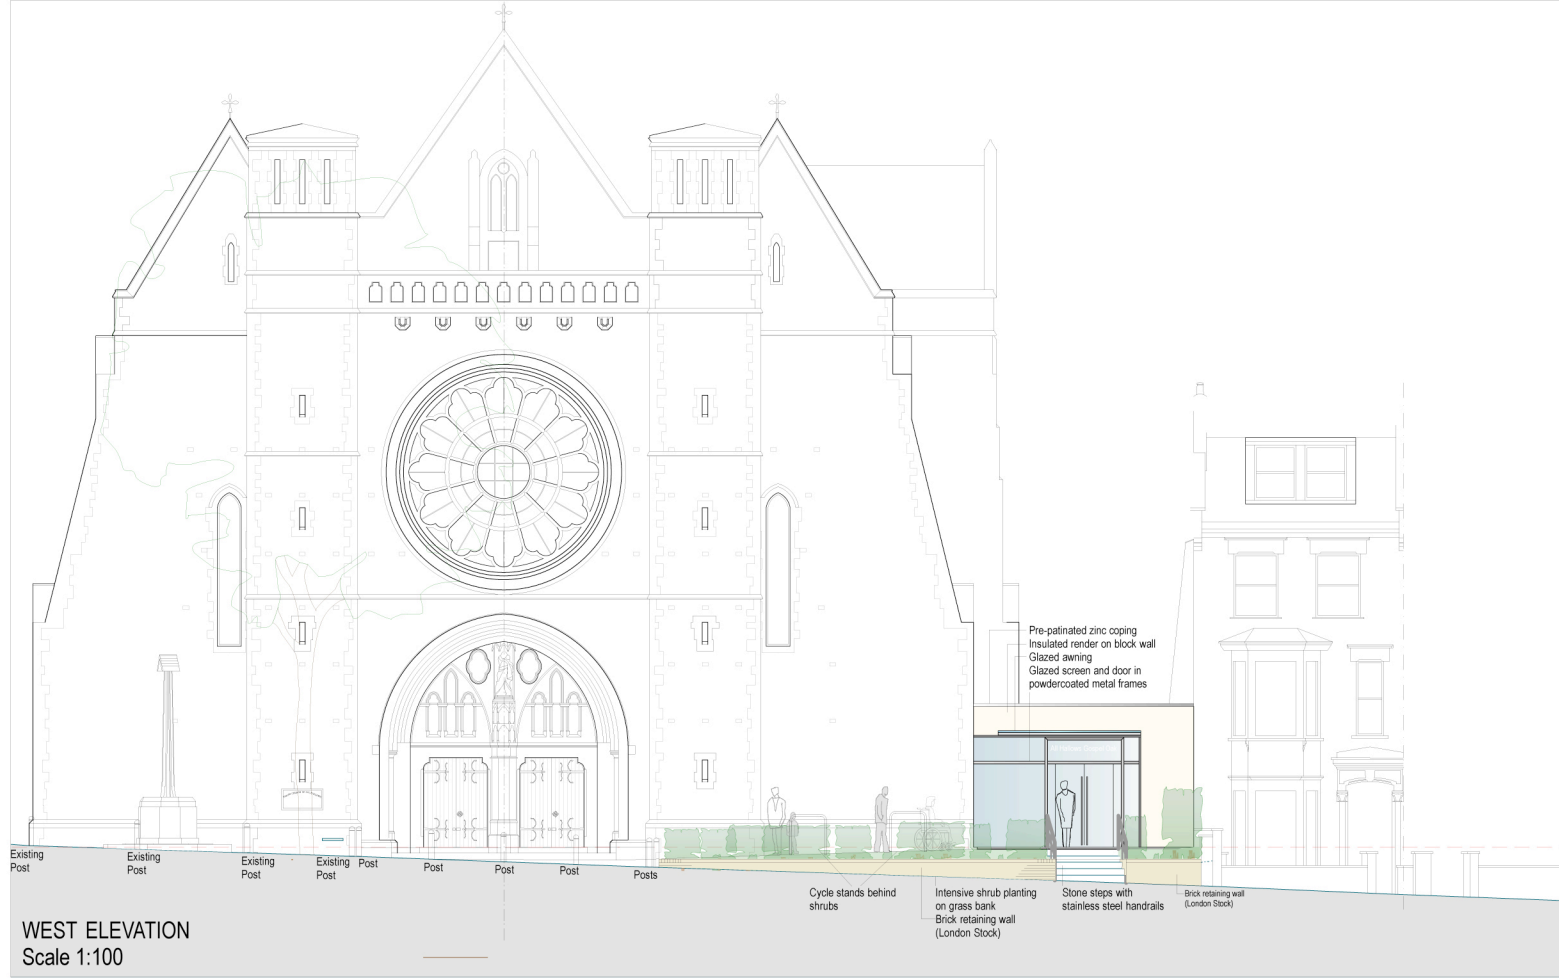 Pre-patinated zinc coping
Insulated render on block wall
Glazed awning
Glazed screen and door in
powdercoated metal frames
Existing
Post
Existing
Post
Existing
Post
Existing
Post
Post
Post
Post
Post
Posts
Cycle stands behind
shrubs
Intensive shrub planting
on grass bank
Brick retaining wall
(London Stock)
Stone steps with
stainless steel handrails
Brick retaining wall
(London Stock)
WEST ELEVATION
Scale 1:100